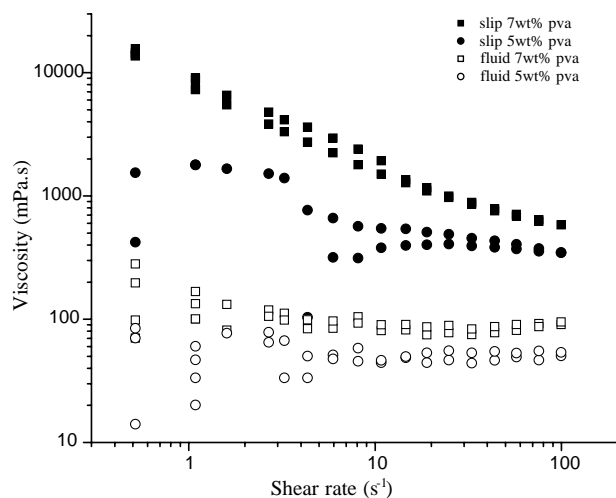 slip 7wt% pva
slip 5wt% pva
fluid 7wt% pva
fluid 5wt% pva
10000
1000
100
10
Viscosity (mPa.s)
1
10
100
Shear rate (s⁻¹)